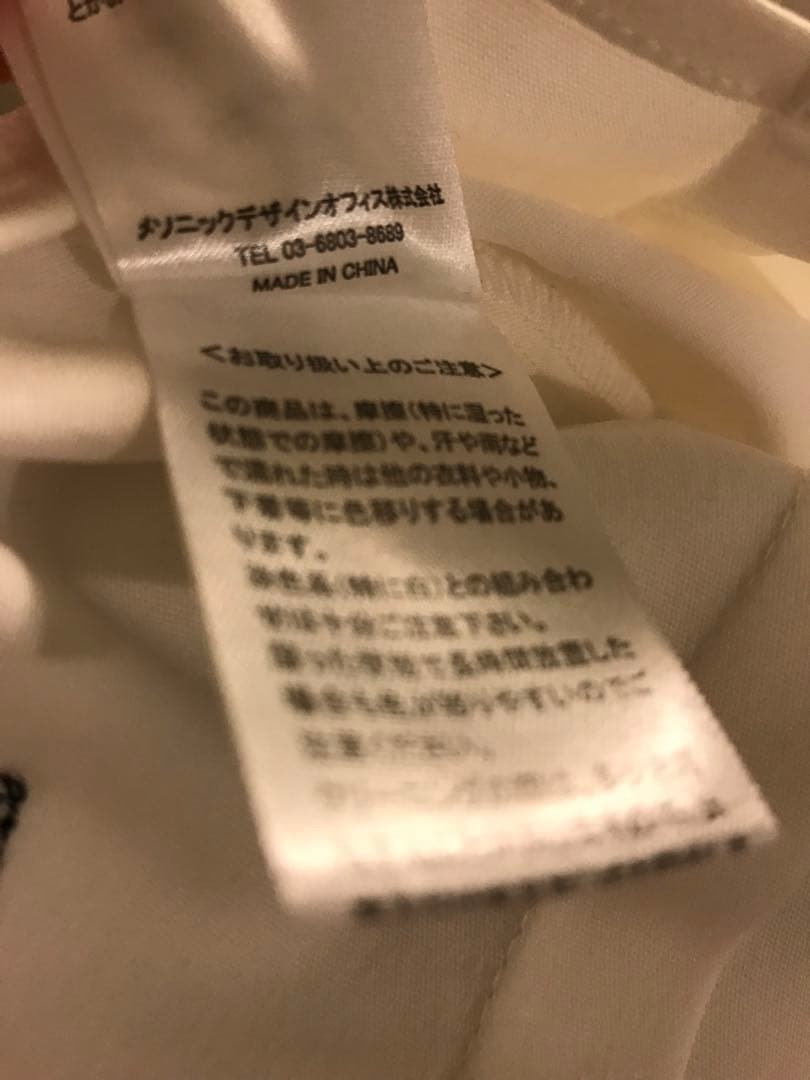 とが
メソニックデザインオフィス株式会社
TEL 03-6803-8689
MADE IN CHINA
<お取り扱い上のご注意>
この商品は、摩擦(特に湿った
状態での摩擦)や、汗や雨など
で濡れた時は他の衣料や小物、
下着等に色移りする場合があ
ります。
淡色系(特に白)との組み合わ
せは十分ご注意下さい。
湿った状態で長時間放置した
場合も色が移りやすいのでご
注意ください。